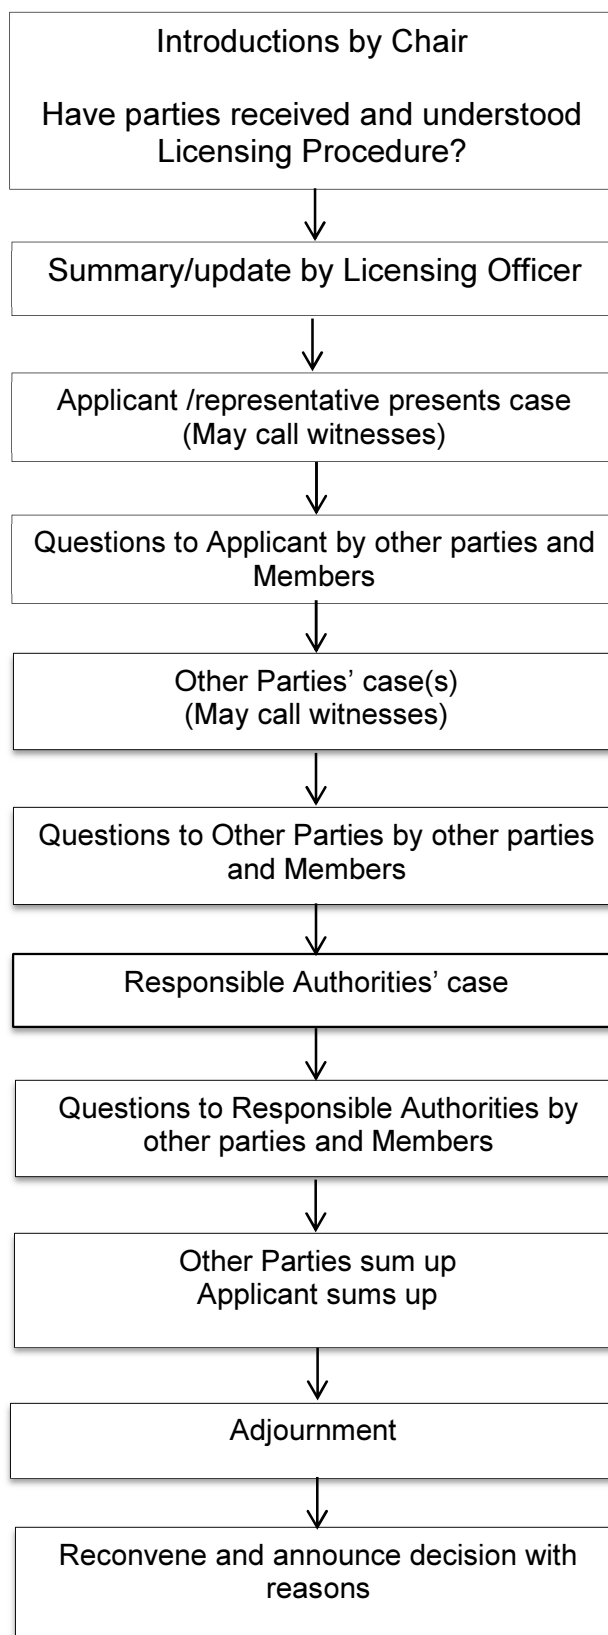 Introductions by Chair
Have parties received and understood
Licensing Procedure?
Summary/update by Licensing Officer
Applicant /representative presents case
(May call witnesses)
Questions to Applicant by other parties and
Members
Other Parties’ case(s)
(May call witnesses)
Questions to Other Parties by other parties
and Members
Responsible Authorities’ case
Questions to Responsible Authorities by
other parties and Members
Other Parties sum up
Applicant sums up
Adjournment
Reconvene and announce decision with
reasons